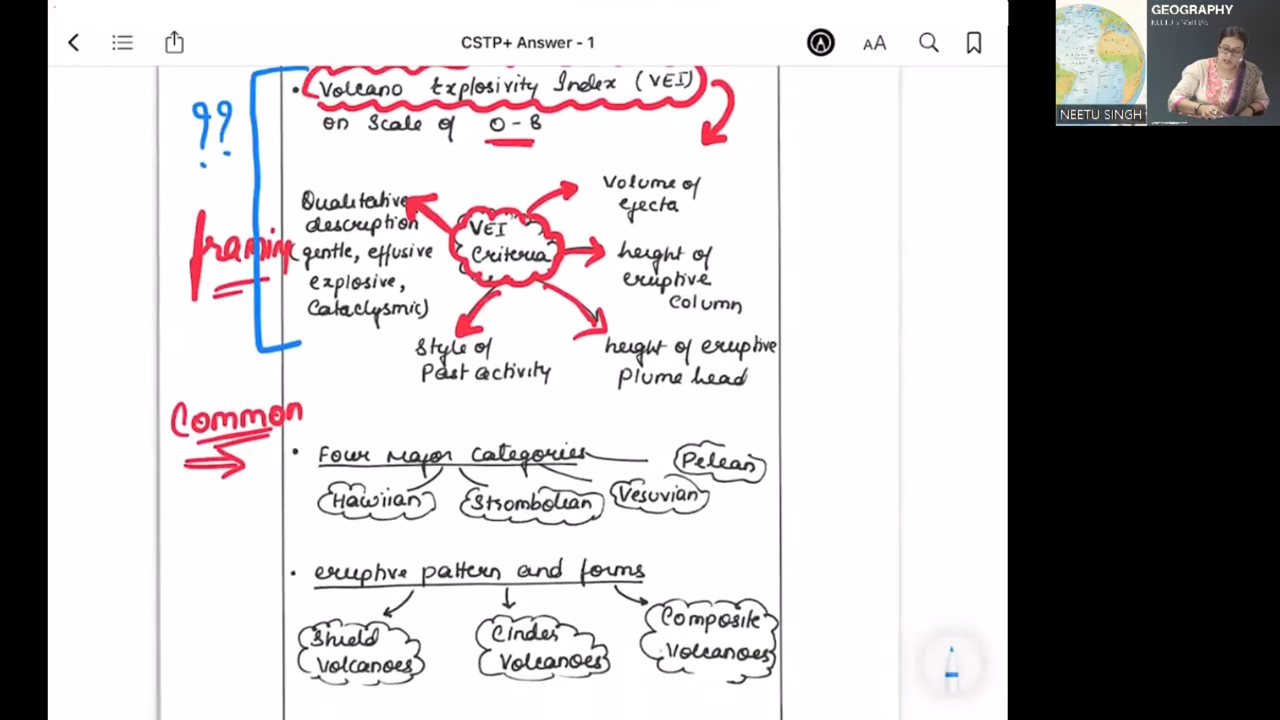 CSTP+ Answer - 1
AA
GEOGRAPHY
NEETU SINGH
• Volcano Explosivity Index (VEI)
on Scale of 0 - 8
??
framing
Qualitative
description
(gentle, effusive
explosive,
Cataclysmic)
VEI
Criteria
Volume of
ejecta
height of
eruptive
Column
Style of
Past activity
height of eruptive
Plume head
Common
• Four Major Categories
Pelean
Hawiian
Strombolian
Vesuvian
• eruptive pattern and forms
Shield
Volcanoes
Cinder
Volcanoes
Composite
Volcanoes